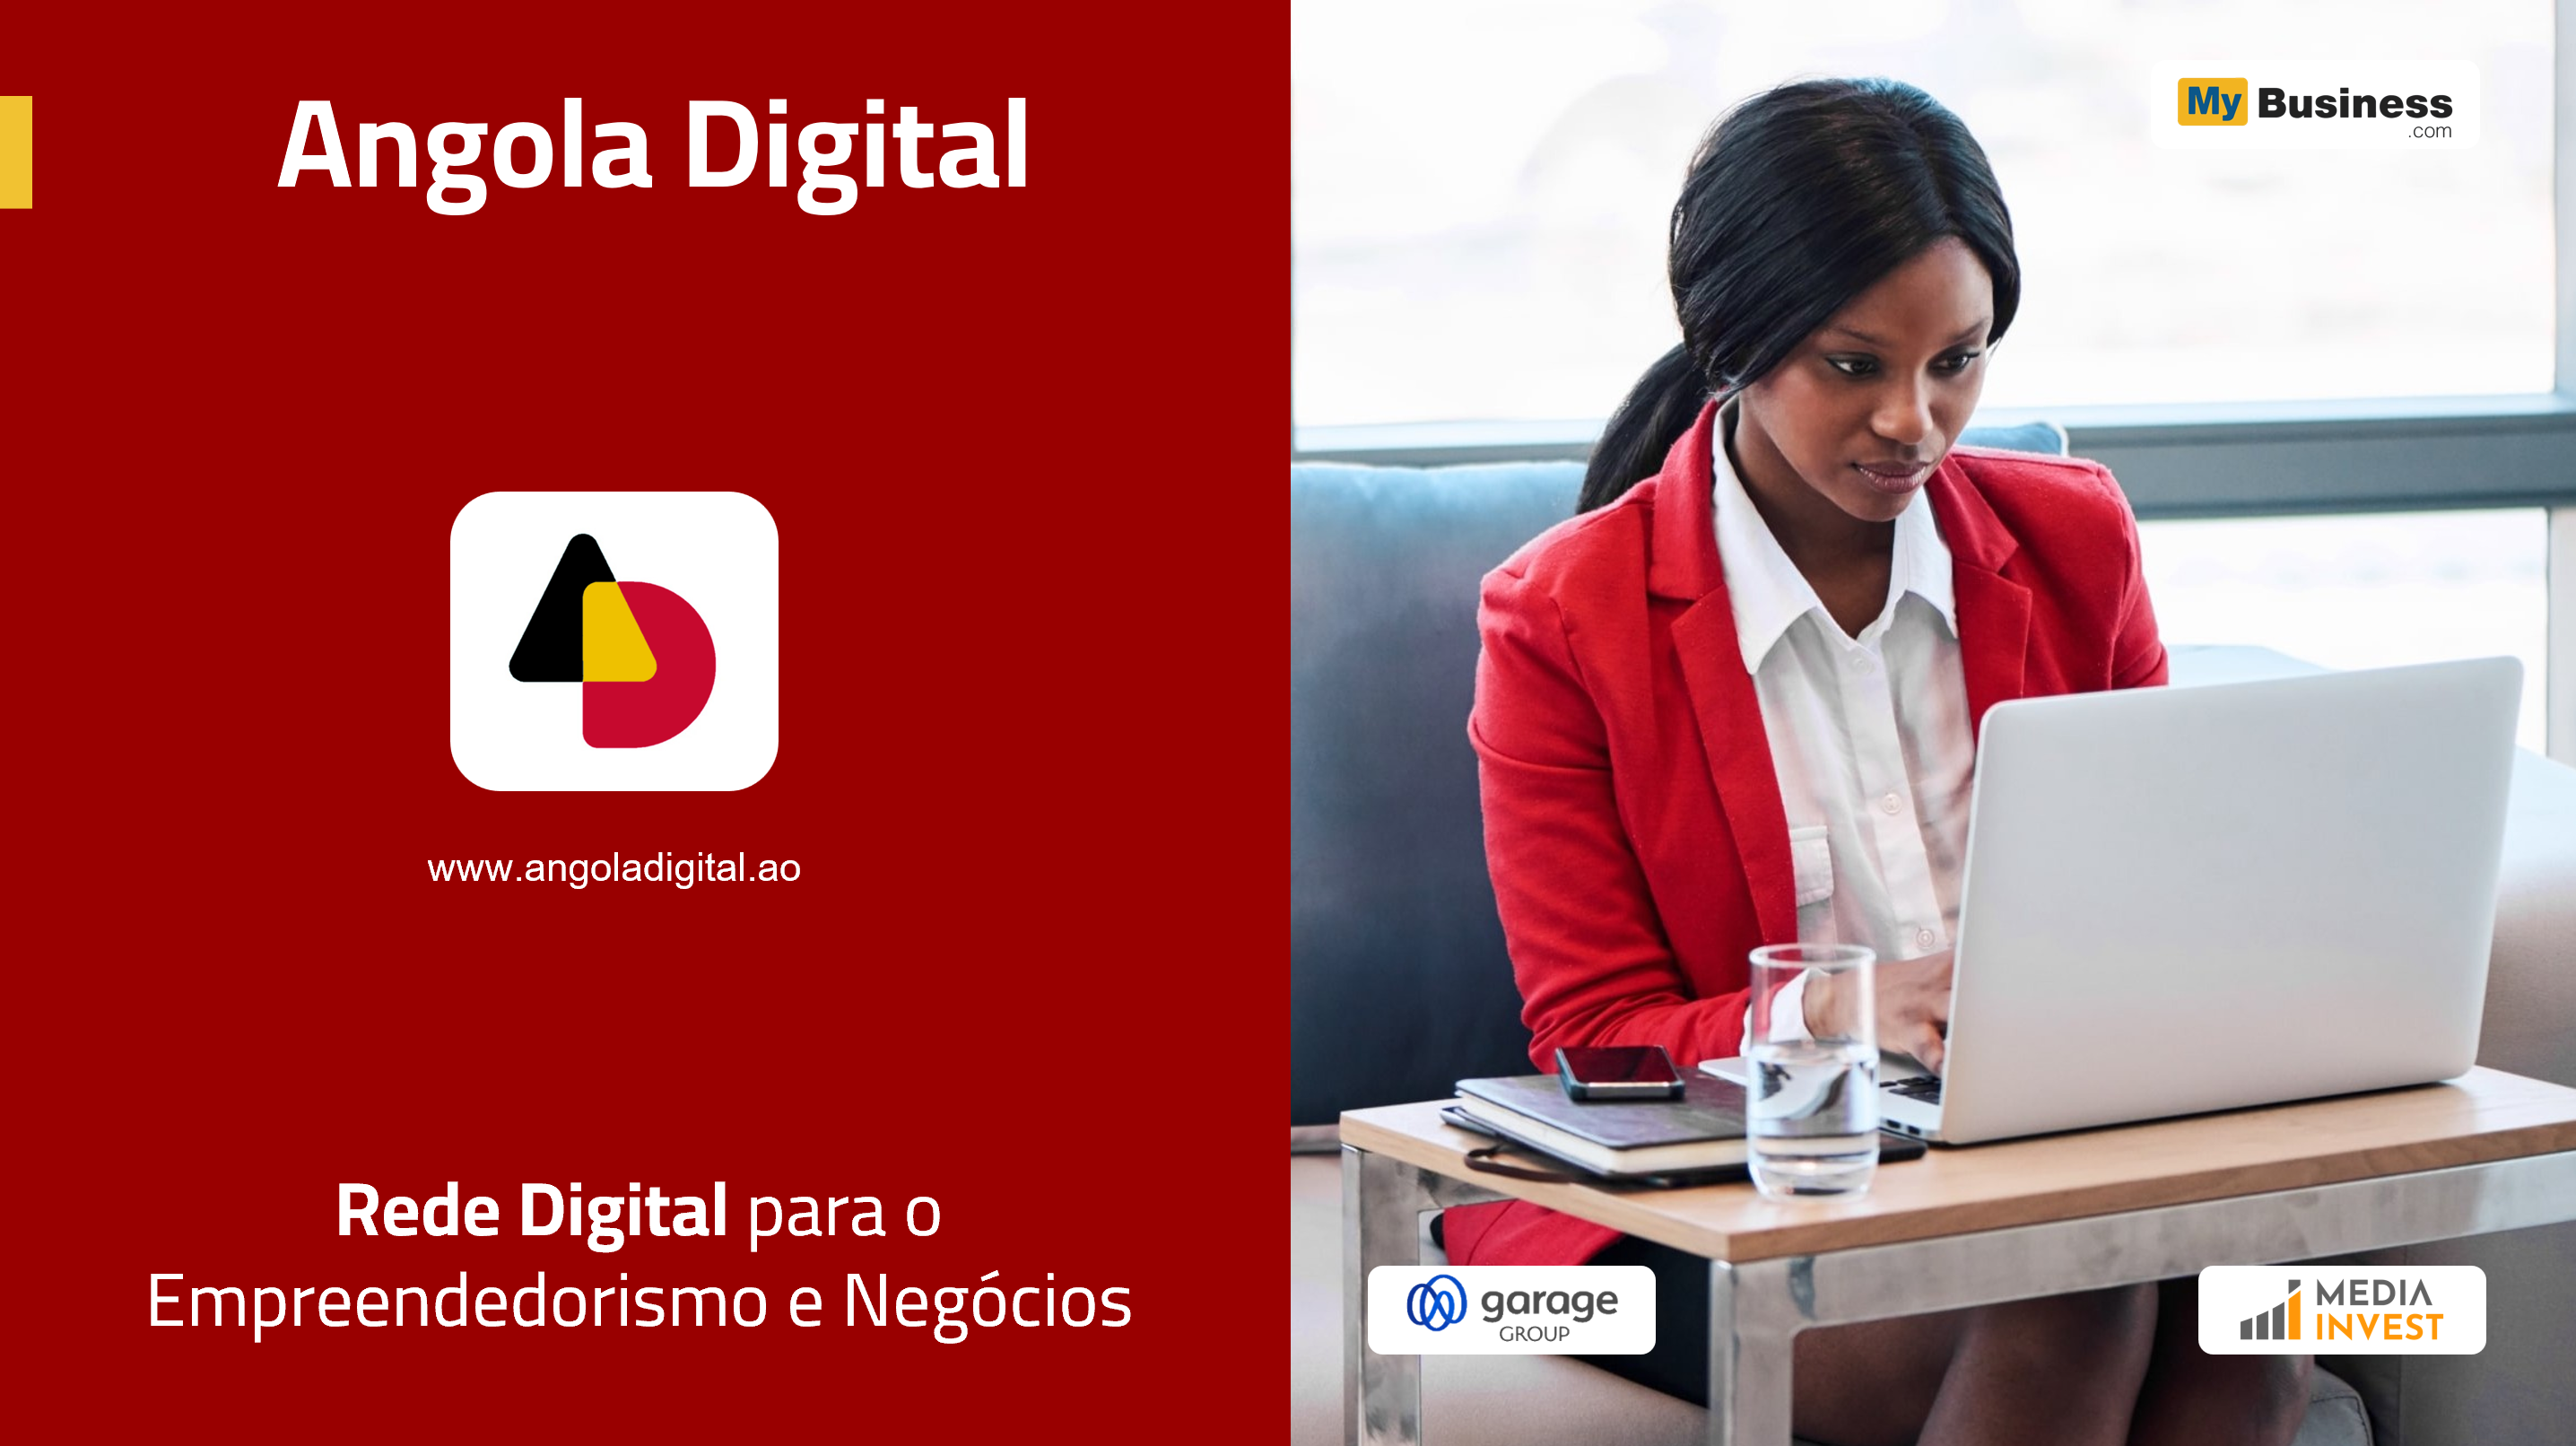 Angola Digital
www.angoladigital.ao
Rede Digital para o
Empreendedorismo e Negócios
My Business
.com
garage
GROUP
MEDIA
INVEST